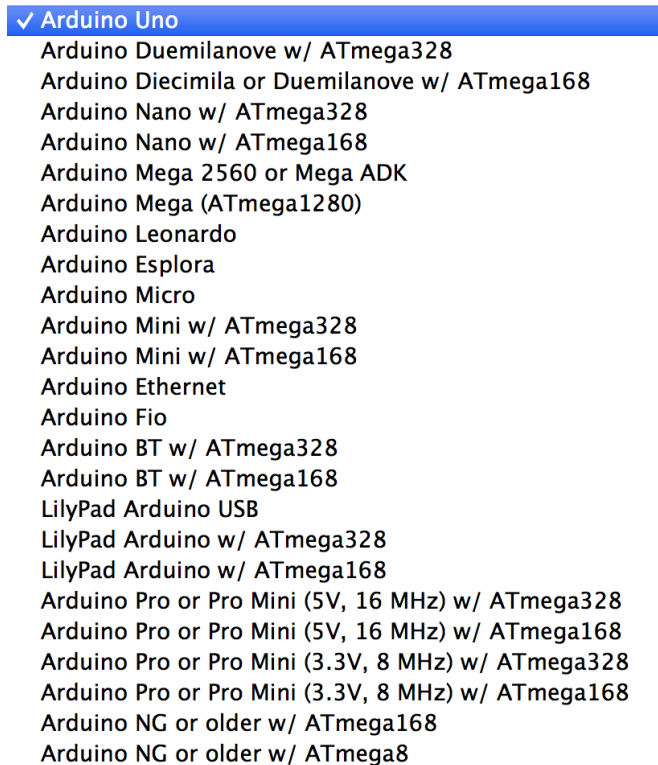 ✓ Arduino Uno
Arduino Duemilanove w/ ATmega328
Arduino Diecimila or Duemilanove w/ ATmega168
Arduino Nano w/ ATmega328
Arduino Nano w/ ATmega168
Arduino Mega 2560 or Mega ADK
Arduino Mega (ATmega1280)
Arduino Leonardo
Arduino Esplora
Arduino Micro
Arduino Mini w/ ATmega328
Arduino Mini w/ ATmega168
Arduino Ethernet
Arduino Fio
Arduino BT w/ ATmega328
Arduino BT w/ ATmega168
LilyPad Arduino USB
LilyPad Arduino w/ ATmega328
LilyPad Arduino w/ ATmega168
Arduino Pro or Pro Mini (5V, 16 MHz) w/ ATmega328
Arduino Pro or Pro Mini (5V, 16 MHz) w/ ATmega168
Arduino Pro or Pro Mini (3.3V, 8 MHz) w/ ATmega328
Arduino Pro or Pro Mini (3.3V, 8 MHz) w/ ATmega168
Arduino NG or older w/ ATmega168
Arduino NG or older w/ ATmega8